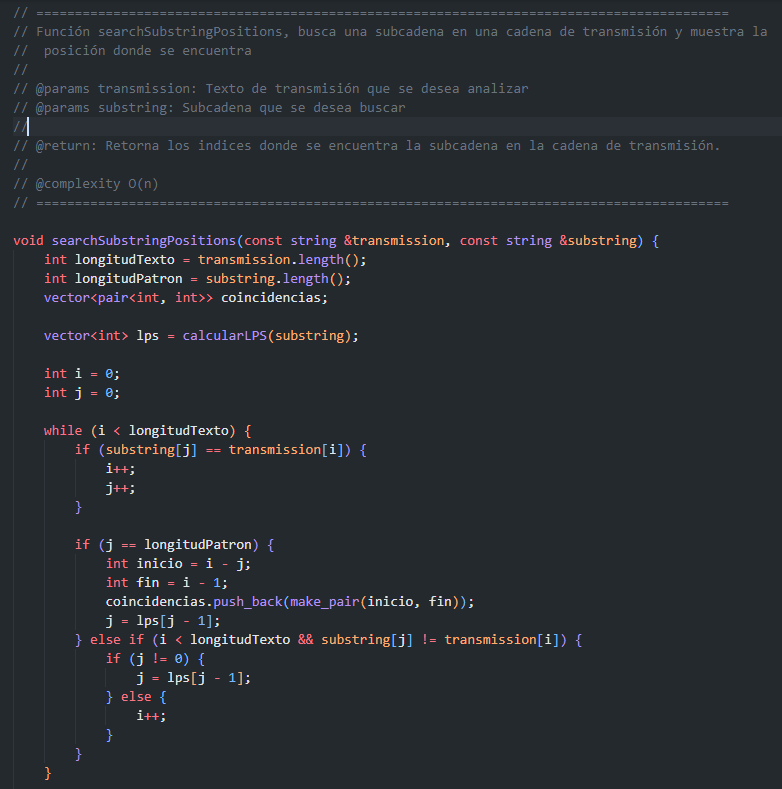 // ==========================================================================================
// Función searchSubstringPositions, busca una subcadena en una cadena de transmisión y muestra la
//  posición donde se encuentra
//
// @params transmission: Texto de transmisión que se desea analizar
// @params substring: Subcadena que se desea buscar
//
// @return: Retorna los indices donde se encuentra la subcadena en la cadena de transmisión.
//
// @complexity O(n)
// ==========================================================================================
void searchSubstringPositions(const string &transmission, const string &substring) {
    int longitudTexto = transmission.length();
    int longitudPatron = substring.length();
    vector<pair<int, int>> coincidencias;
    vector<int> lps = calcularLPS(substring);
    int i = 0;
    int j = 0;
    while (i < longitudTexto) {
        if (substring[j] == transmission[i]) {
            i++;
            j++;
        }
        if (j == longitudPatron) {
            int inicio = i - j;
            int fin = i - 1;
            coincidencias.push_back(make_pair(inicio, fin));
            j = lps[j - 1];
        } else if (i < longitudTexto && substring[j] != transmission[i]) {
            if (j != 0) {
                j = lps[j - 1];
            } else {
                i++;
            }
        }
    }